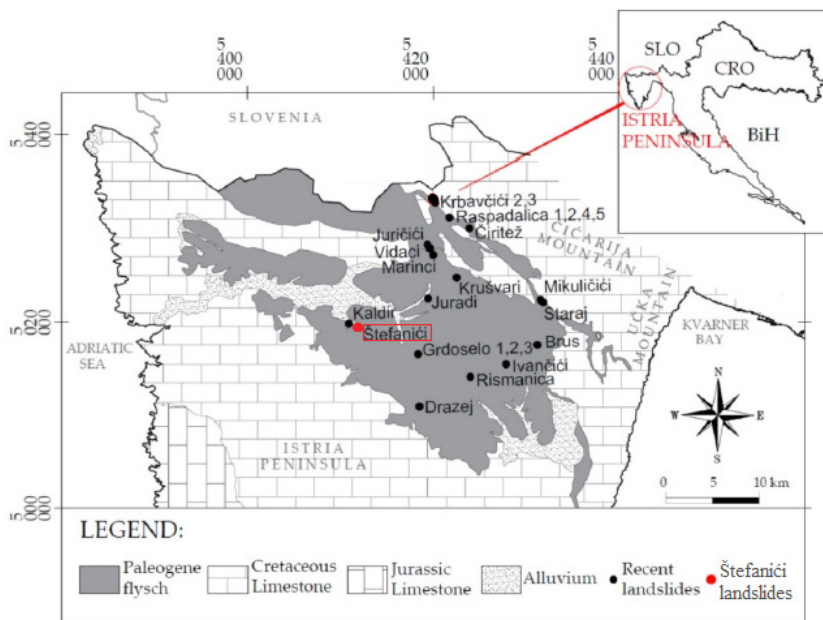 5 400 000
5 420 000
5 440 000
SLO
CRO
BiH
ISTRIA
PENINSULA
5 040 000
SLOVENIA
Krbavčići 2,3
Raspadalica 1,2,4,5
Čiritež
ĆIĆARIJA
MOUNTAIN
Juričići
Vidaci
Marinci
Krušvari
Mikuličići
Juradi
Staraj
UČKA
MOUNTAIN
KVARNER
BAY
5 020 000
Kaldir
Štefanići
ADRIATIC
SEA
Grdoselo 1,2,3
Brus
Ivančići
Rismanica
Drazej
N
W
E
S
ISTRIA
PENINSULA
0 5 10 km
5 000 000
LEGEND:
Paleogene
flysch
Cretaceous
Limestone
Jurassic
Limestone
Alluvium
Recent
landslides
Štefanići
landslides